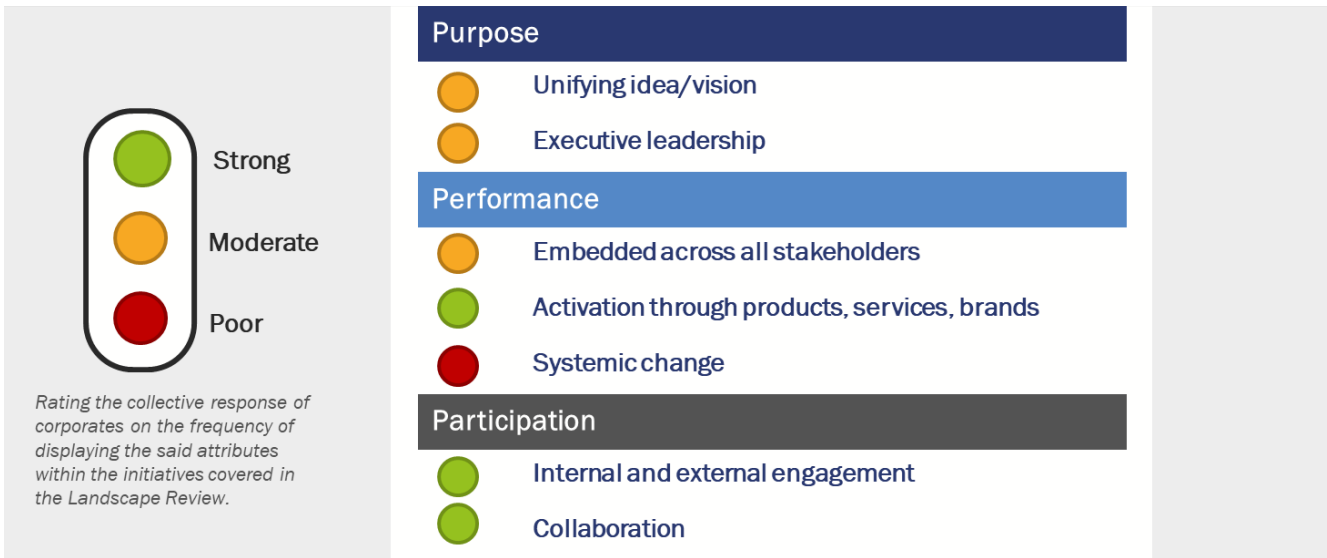 Strong
Moderate
Poor
Rating the collective response of
corporates on the frequency of
displaying the said attributes
within the initiatives covered in
the Landscape Review.
Purpose
Unifying idea/vision
Executive leadership
Performance
Embedded across all stakeholders
Activation through products, services, brands
Systemic change
Participation
Internal and external engagement
Collaboration